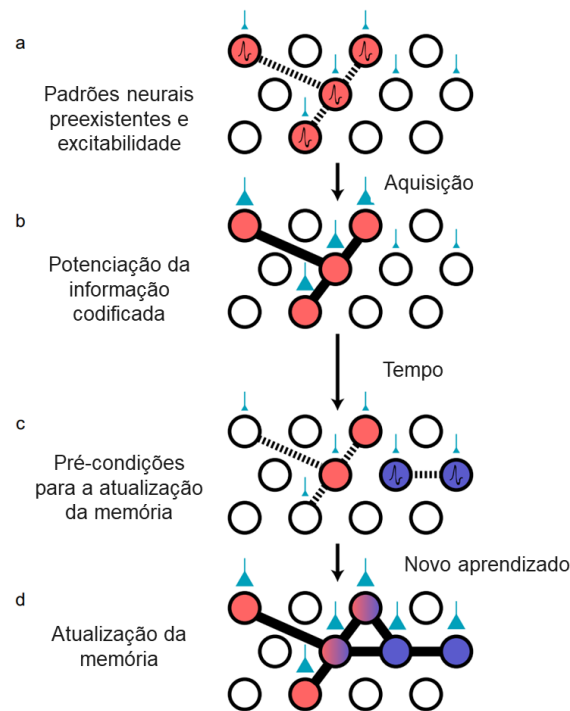 a
Padrões neurais
preexistentes e
excitabilidade
Aquisição
b
Potenciação da
informação
codificada
Tempo
c
Pré-condições
para a atualização
da memória
Novo aprendizado
d
Atualização da
memória